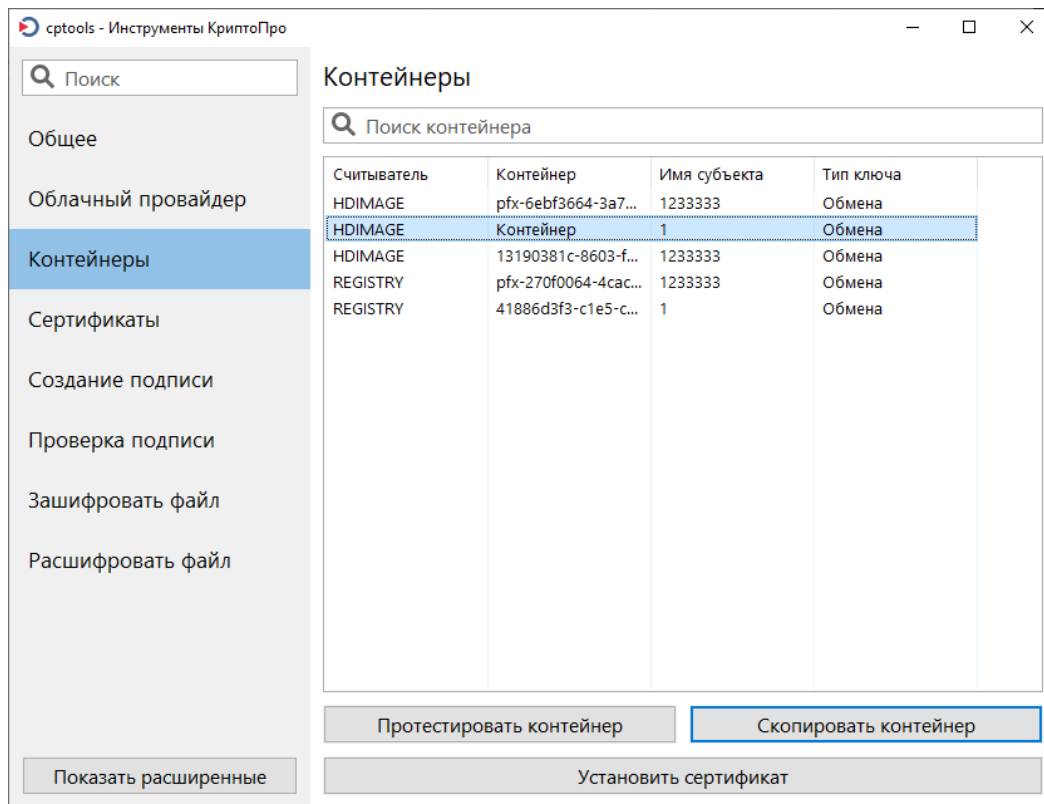 cptools - Инструменты КриптоПро
Поиск
Общее
Облачный провайдер
Контейнеры
Сертификаты
Создание подписи
Проверка подписи
Зашифровать файл
Расшифровать файл
Показать расширенные
Контейнеры
Поиск контейнера
Считыватель Контейнер Имя субъекта Тип ключа
HDIMAGE pfx-6ebf3664-3a7... 1233333 Обмена
HDIMAGE Контейнер 1 Обмена
HDIMAGE 13190381c-8603-f... 1233333 Обмена
REGISTRY pfx-270f0064-4cac... 1233333 Обмена
REGISTRY 41886d3f3-c1e5-c... 1 Обмена
Протестировать контейнер Скопировать контейнер
Установить сертификат